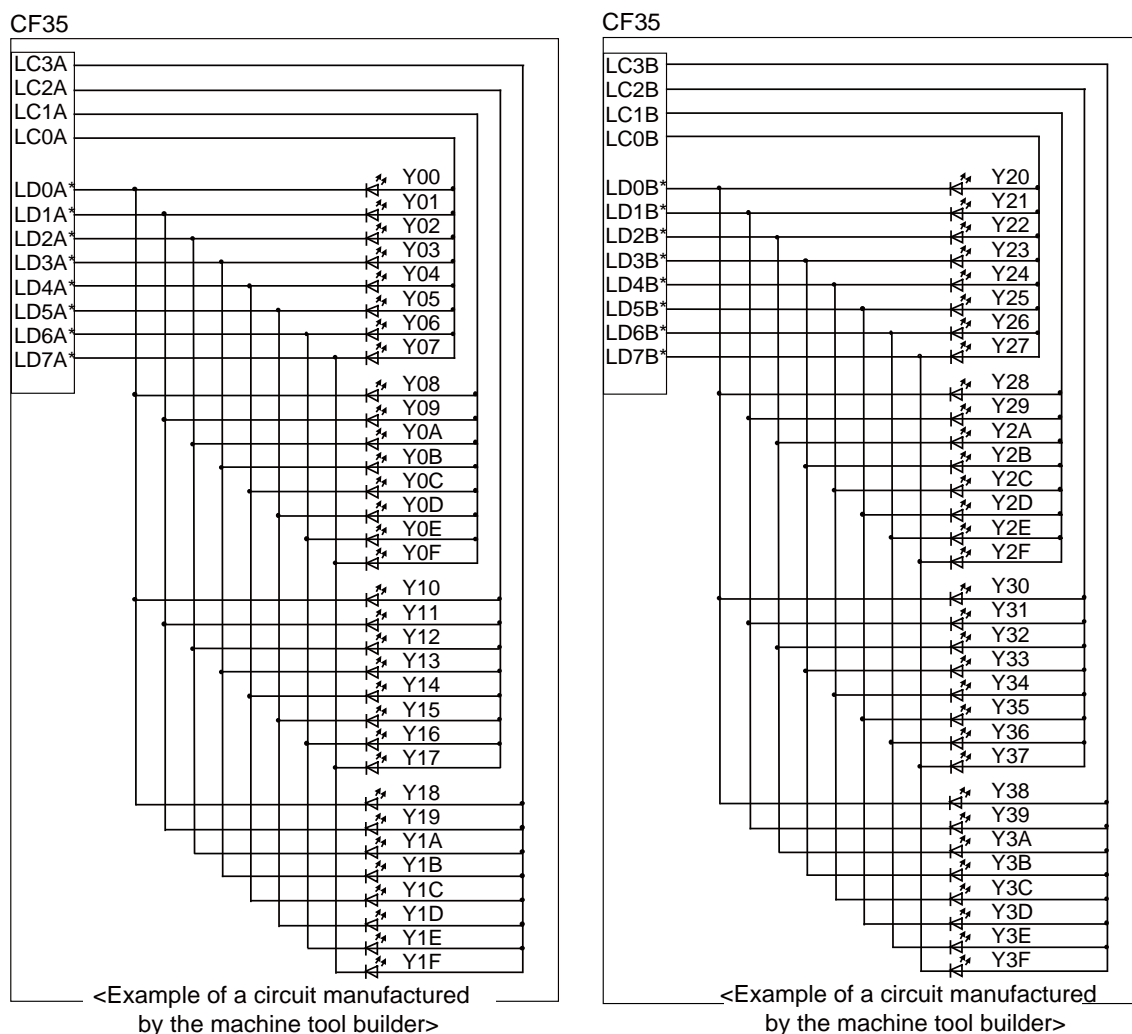 CF35
LC3A
LC2A
LC1A
LC0A
LD0A*
LD1A*
LD2A*
LD3A*
LD4A*
LD5A*
LD6A*
LD7A*
Y00
Y01
Y02
Y03
Y04
Y05
Y06
Y07
Y08
Y09
Y0A
Y0B
Y0C
Y0D
Y0E
Y0F
Y10
Y11
Y12
Y13
Y14
Y15
Y16
Y17
Y18
Y19
Y1A
Y1B
Y1C
Y1D
Y1E
Y1F
<Example of a circuit manufactured
by the machine tool builder>
CF35
LC3B
LC2B
LC1B
LC0B
LD0B*
LD1B*
LD2B*
LD3B*
LD4B*
LD5B*
LD6B*
LD7B*
Y20
Y21
Y22
Y23
Y24
Y25
Y26
Y27
Y28
Y29
Y2A
Y2B
Y2C
Y2D
Y2E
Y2F
Y30
Y31
Y32
Y33
Y34
Y35
Y36
Y37
Y38
Y39
Y3A
Y3B
Y3C
Y3D
Y3E
Y3F
<Example of a circuit manufactured
by the machine tool builder>